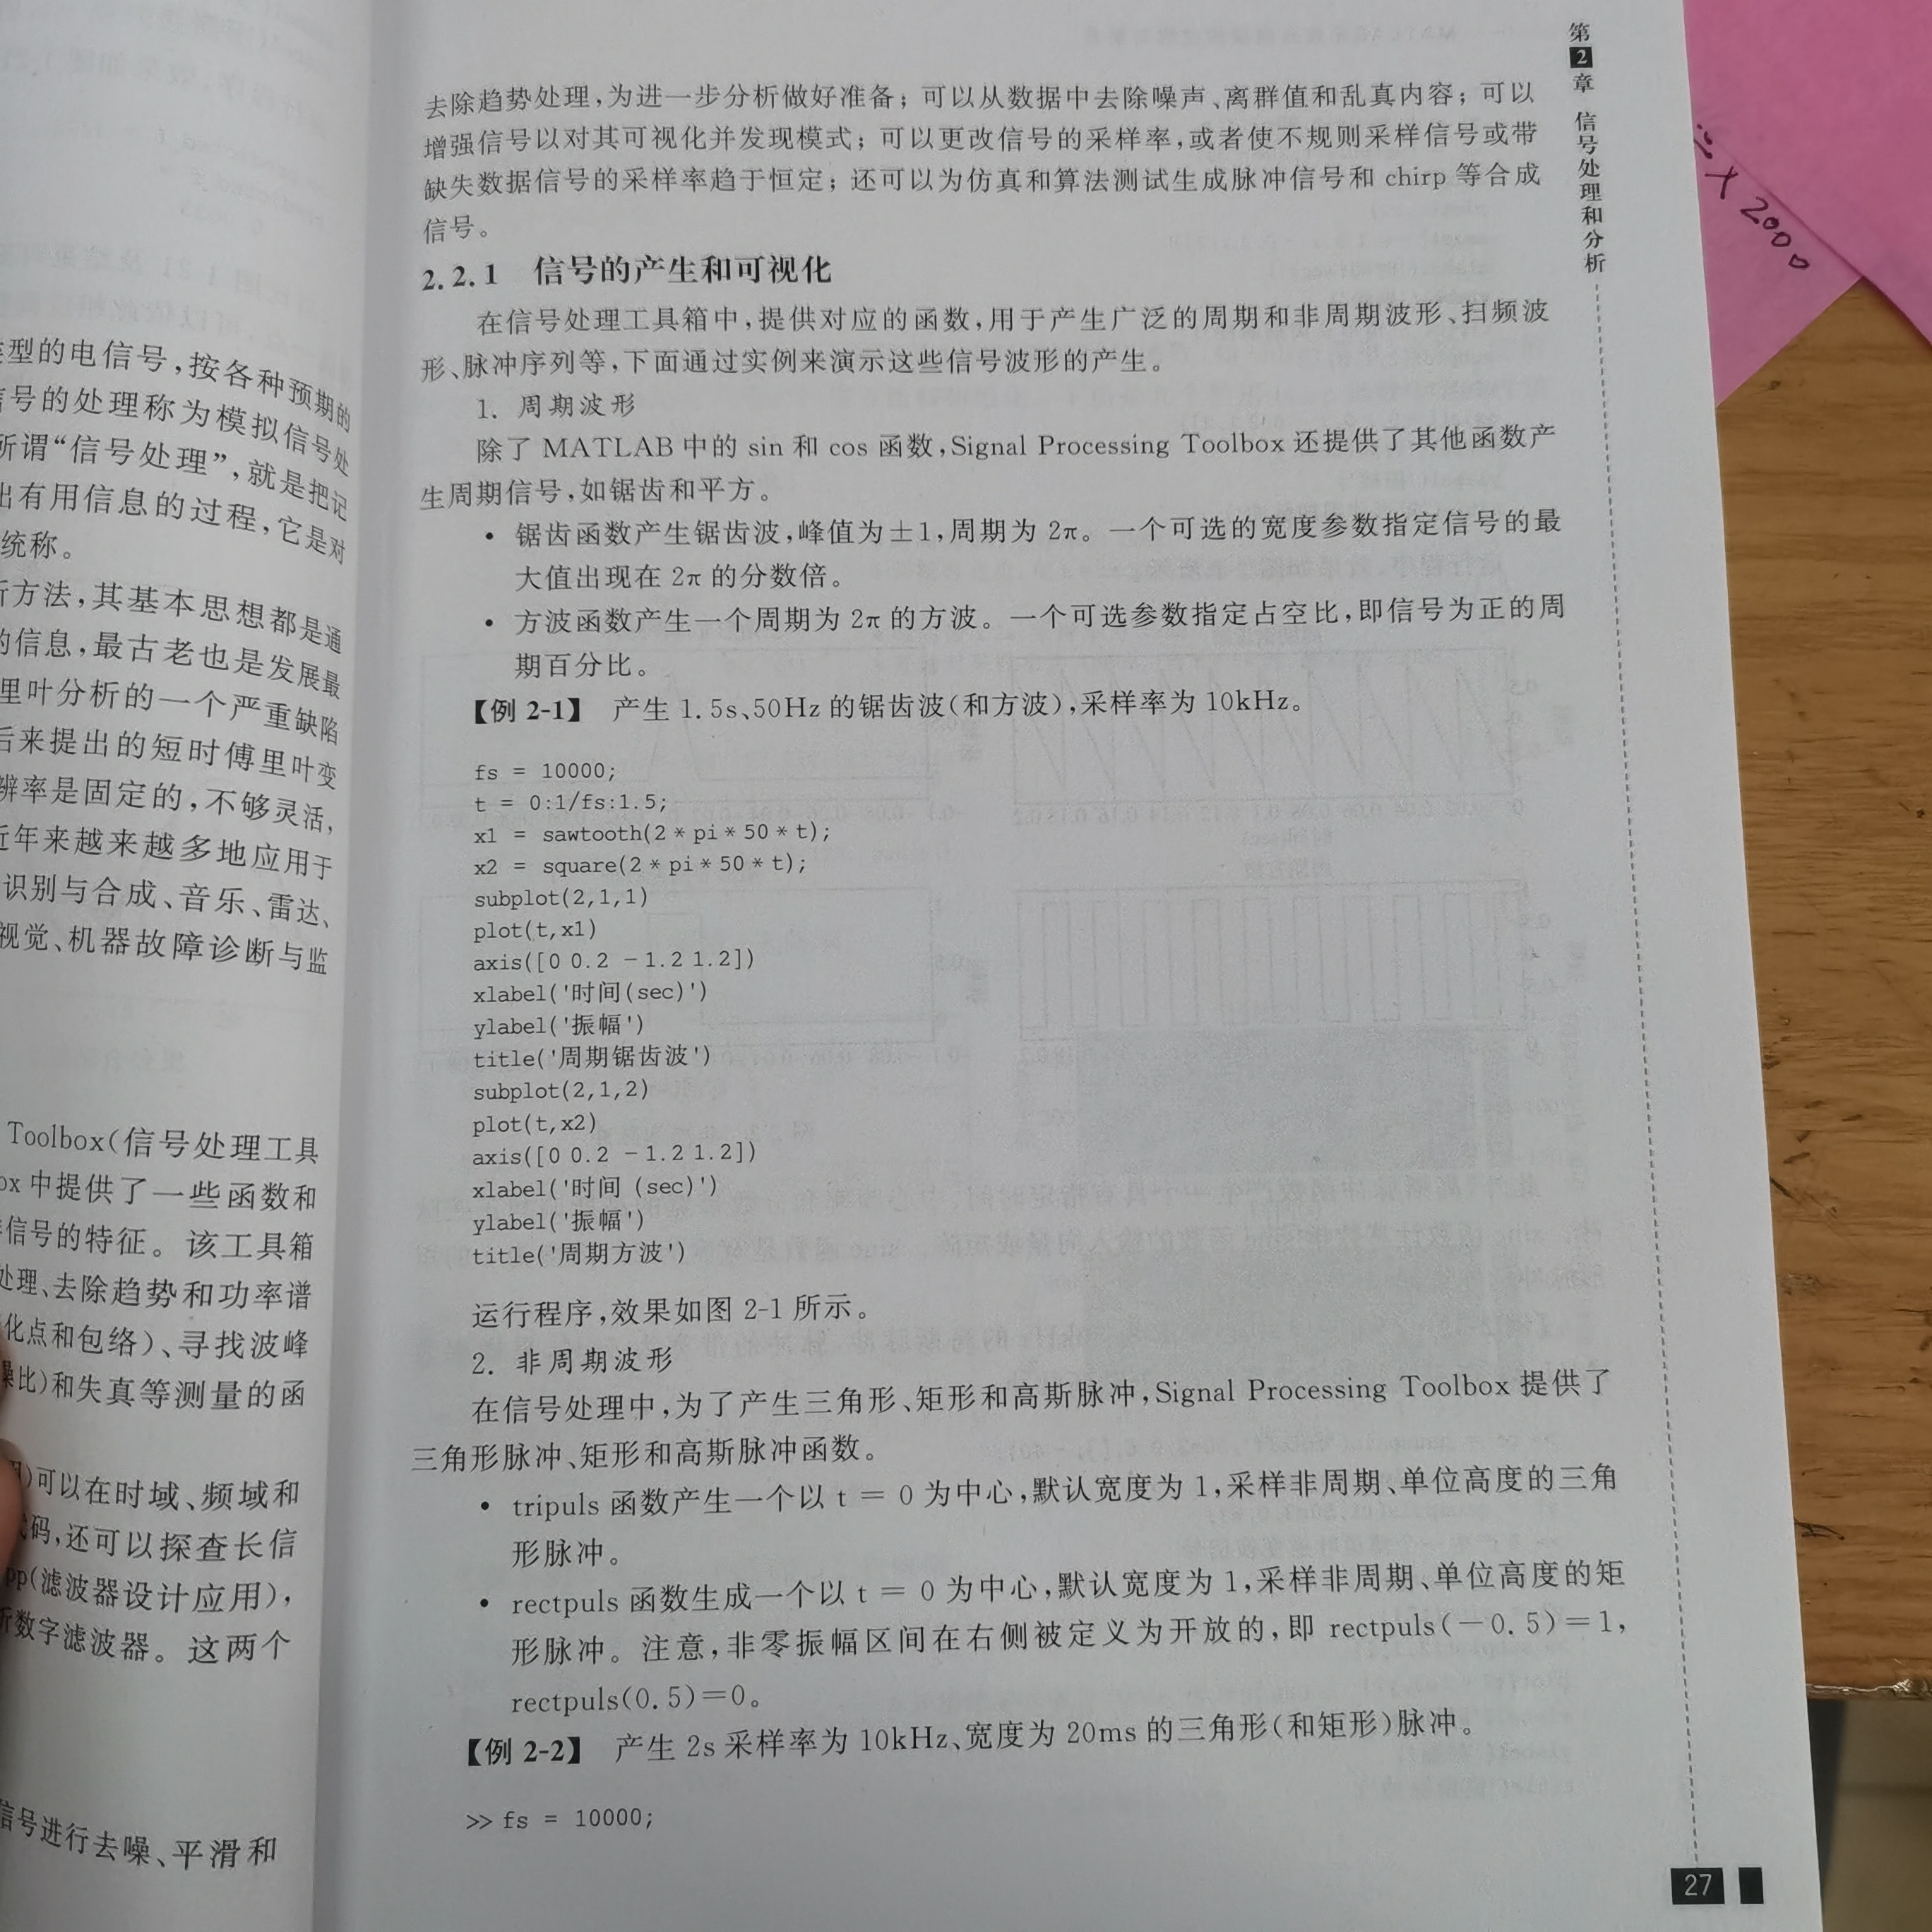 类型的电信号,按各种预期的
信号的处理称为模拟信号处
所谓“信号处理”,就是把记
出有用信息的过程,它是对
统称。
方法,其基本思想都是通
的信息,最古老也是发展最
里叶分析的一个严重缺陷
后来提出的短时傅里叶变
辨率是固定的,不够灵活,
近年来越来越多地应用于
识别与合成、音乐、雷达、
视觉、机器故障诊断与监
Toolbox(信号处理工具
ox 中提供了一些函数和
信号的特征。该工具箱
处理、去除趋势和功率谱
化点和包络)、寻找波峰
噪比)和失真等测量的函
)可以在时域、频域和
代码,还可以探查长信
pp(滤波器设计应用),
数字滤波器。这两个
信号进行去噪、平滑和
第2章 信号处理和分析
去除趋势处理,为进一步分析做好准备;可以从数据中去除噪声、离群值和乱真内容;可以
增强信号以对其可视化并发现模式;可以更改信号的采样率,或者使不规则采样信号或带
缺失数据信号的采样率趋于恒定;还可以为仿真和算法测试生成脉冲信号和 chirp 等合成
信号。
2.2.1 信号的产生和可视化
在信号处理工具箱中,提供对应的函数,用于产生广泛的周期和非周期波形、扫频波
形、脉冲序列等,下面通过实例来演示这些信号波形的产生。
1. 周期波形
除了 MATLAB 中的 sin 和 cos 函数,Signal Processing Toolbox 还提供了其他函数产
生周期信号,如锯齿和平方。
• 锯齿函数产生锯齿波,峰值为±1,周期为 2π。一个可选的宽度参数指定信号的最
大值出现在 2π 的分数倍。
• 方波函数产生一个周期为 2π 的方波。一个可选参数指定占空比,即信号为正的周
期百分比。
【例 2-1】 产生 1.5s、50Hz 的锯齿波(和方波),采样率为 10kHz。
fs = 10000;
t = 0:1/fs:1.5;
x1 = sawtooth(2 * pi * 50 * t);
x2 = square(2 * pi * 50 * t);
subplot(2,1,1)
plot(t,x1)
axis([0 0.2 -1.2 1.2])
xlabel('时间(sec)')
ylabel('振幅')
title('周期锯齿波')
subplot(2,1,2)
plot(t,x2)
axis([0 0.2 -1.2 1.2])
xlabel('时间 (sec)')
ylabel('振幅')
title('周期方波')
运行程序,效果如图 2-1 所示。
2. 非周期波形
在信号处理中,为了产生三角形、矩形和高斯脉冲,Signal Processing Toolbox 提供了
三角形脉冲、矩形和高斯脉冲函数。
• tripuls 函数产生一个以 t = 0 为中心,默认宽度为 1,采样非周期、单位高度的三角
形脉冲。
• rectpuls 函数生成一个以 t = 0 为中心,默认宽度为 1,采样非周期、单位高度的矩
形脉冲。注意,非零振幅区间在右侧被定义为开放的,即 rectpuls(-0.5)=1,
rectpuls(0.5)=0。
【例 2-2】 产生 2s 采样率为 10kHz、宽度为 20ms 的三角形(和矩形)脉冲。
>> fs = 10000;
27